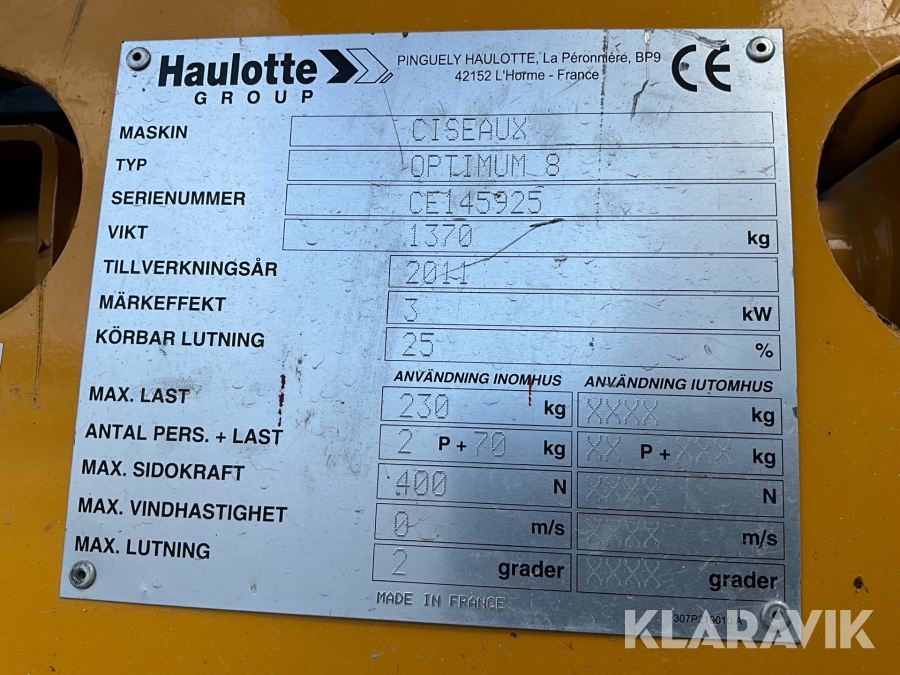 Haulotte
GROUP
PINGUELY HAULOTTE, La Péronnière, BP9
42152 L'Horme - France
CE
MASKIN CISEAUX
TYP OPTIMUM 8
SERIENUMMER CE145925
VIKT 1370 kg
TILLVERKNINGSÅR 2011
MÄRKEFFEKT 3 kW
KÖRBAR LUTNING 25 %
ANVÄNDNING INOMHUS ANVÄNDNING IUTOMHUS
MAX. LAST 230 kg XXXX kg
ANTAL PERS. + LAST 2 P + 70 kg XX P + XXX kg
MAX. SIDOKRAFT 400 N XXXX N
MAX. VINDHASTIGHET 0 m/s XXXX m/s
MAX. LUTNING 2 grader XXXX grader
MADE IN FRANCE
KLARAVIK